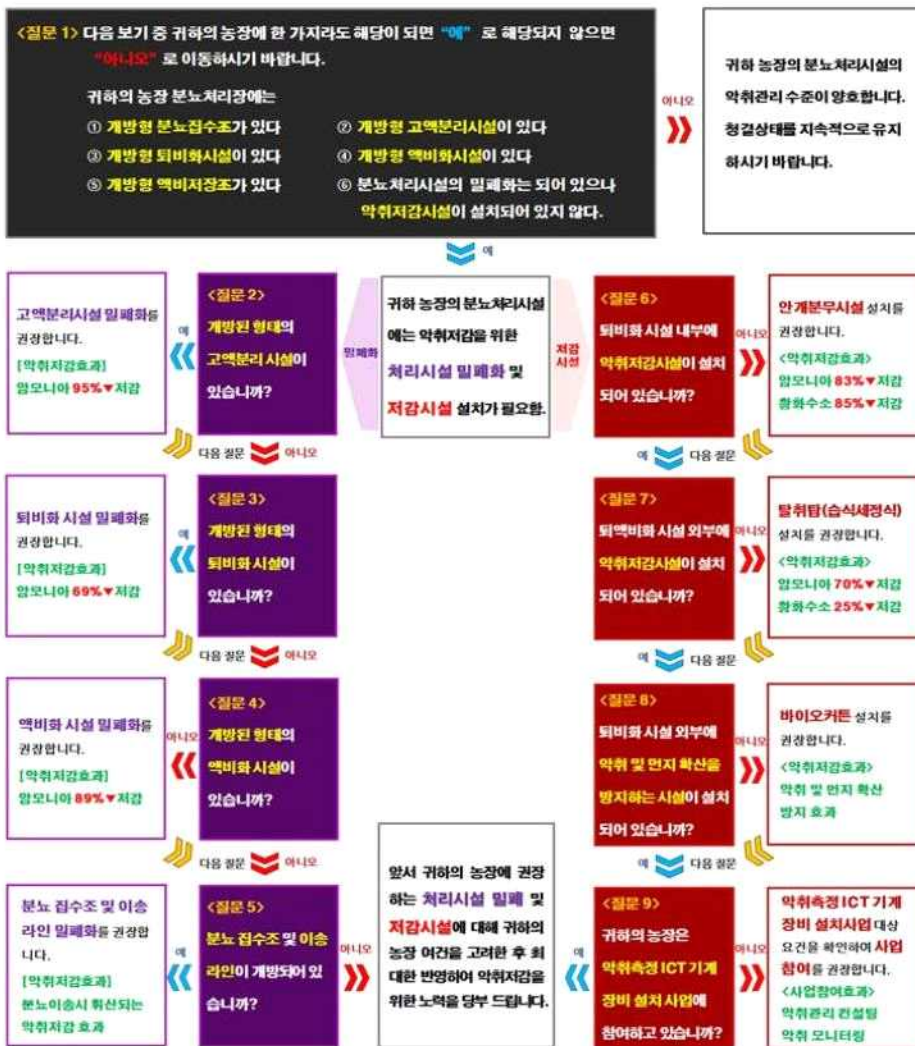 <질문 1> 다음 보기 중 귀하의 농장에 한 가지라도 해당이 되면 “예” 로 해당되지 않으면
“아니오” 로 이동하시기 바랍니다.
귀하의 농장 분뇨처리장에는
① 개방형 분뇨집수조가 있다
② 개방형 고액분리시설이 있다
③ 개방형 퇴비화시설이 있다
④ 개방형 액비화시설이 있다
⑤ 개방형 액비저장조가 있다
⑥ 분뇨처리시설의 밀폐화는 되어 있으나
악취저감시설이 설치되어 있지 않다.
아니오
귀하 농장의 분뇨처리시설의
악취관리 수준이 양호합니다.
청결상태를 지속적으로 유지
하시기 바랍니다.
예
고액분리시설 밀폐화를
권장합니다.
[악취저감효과]
암모니아 95%▼저감
예
<질문 2>
개방된 형태의
고액분리 시설이
있습니까?
밀폐화
귀하 농장의 분뇨처리시설
에는 악취저감을 위한
처리시설 밀폐화 및
저감시설 설치가 필요함.
저감
시설
<질문 6>
퇴비화 시설 내부에
악취저감시설이 설치
되어 있습니까?
아니오
안개분무시설 설치를
권장합니다.
<악취저감효과>
암모니아 83%▼저감
황화수소 85%▼저감
다음 질문
아니오
예
다음 질문
퇴비화 시설 밀폐화를
권장합니다.
[악취저감효과]
암모니아 69%▼저감
예
<질문 3>
개방된 형태의
퇴비화 시설이
있습니까?
<질문 7>
퇴액비화 시설 외부에
악취저감시설이 설치
되어 있습니까?
아니오
탈취탑(습식세정식)
설치를 권장합니다.
<악취저감효과>
암모니아 70%▼저감
황화수소 25%▼저감
다음 질문
아니오
예
다음 질문
액비화 시설 밀폐화를
권장합니다.
[악취저감효과]
암모니아 89%▼저감
아니오
<질문 4>
개방된 형태의
액비화 시설이
있습니까?
<질문 8>
퇴비화 시설 외부에
악취 및 먼지 확산을
방지하는 시설이 설치
되어 있습니까?
아니오
바이오커튼 설치를
권장합니다.
<악취저감효과>
악취 및 먼지 확산
방지 효과
다음 질문
아니오
예
다음 질문
분뇨 집수조 및 이송
라인 밀폐화를 권장합
니다.
[악취저감효과]
분뇨이송시 휘산되는
악취저감 효과
예
<질문 5>
분뇨 집수조 및 이송
라인이 개방되어 있
습니까?
아니오
앞서 귀하의 농장에 권장
하는 처리시설 밀폐 및
저감시설에 대해 귀하의
농장 여건을 고려한 후 최
대한 반영하여 악취저감을
위한 노력을 당부 드립니다.
예
<질문 9>
귀하의 농장은
악취측정 ICT 기계
장비 설치 사업에
참여하고 있습니까?
아니오
악취측정 ICT 기계
장비 설치사업 대상
요건을 확인하여 사업
참여를 권장합니다.
<사업참여효과>
악취관리 컨설팅
악취 모니터링